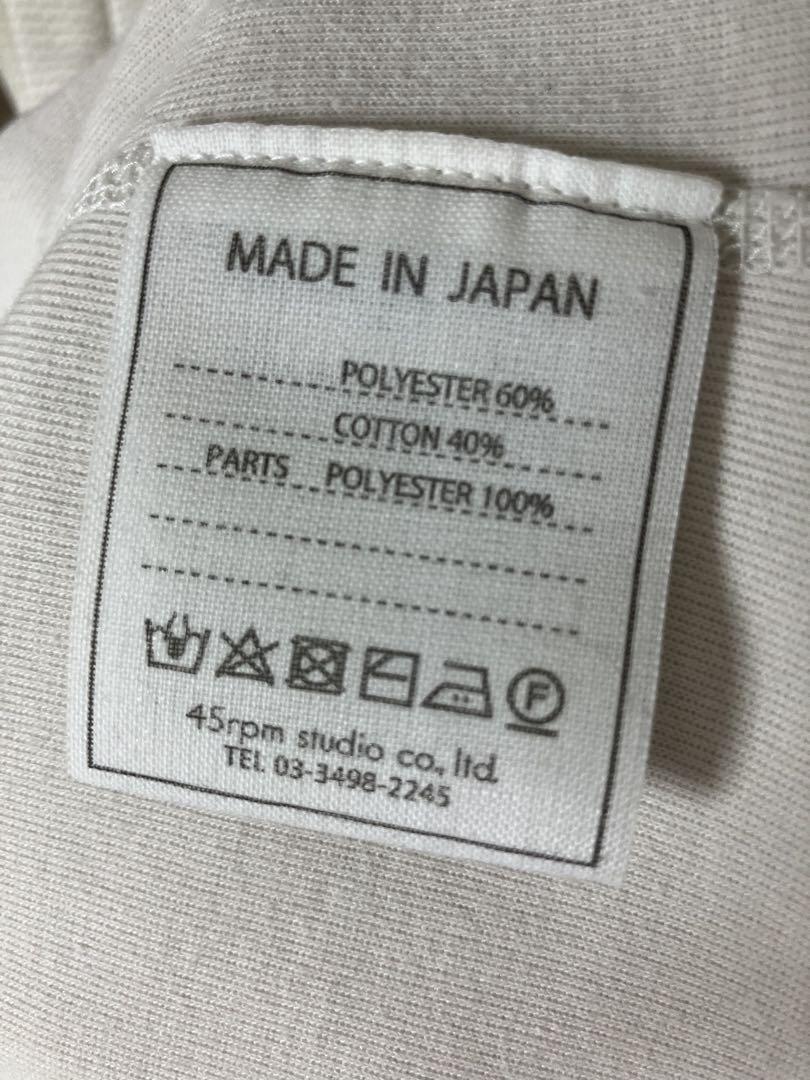 MADE IN JAPAN
POLYESTER 60%
COTTON 40%
PARTS POLYESTER 100%
F
45rpm studio co., ltd.
TEL 03-3498-2245